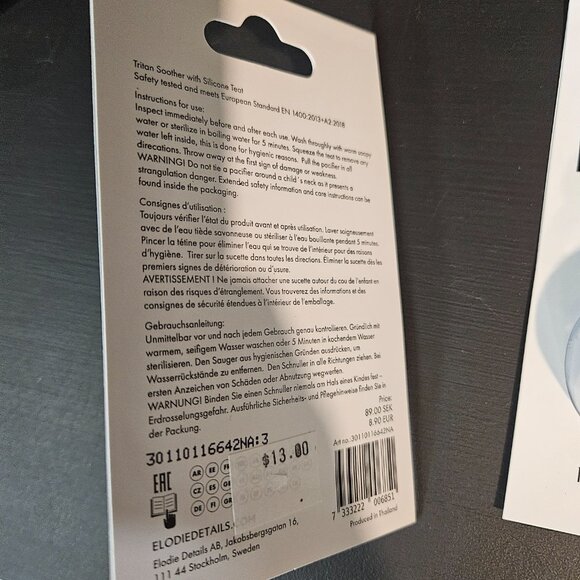 Tritan Soother with Silicone Teat
Safety tested and meets European Standard EN 1400-2013+A2:2018
Instructions for use:
Inspect immediately before and after each use. Wash throughly with warm soapy
water or sterilize in boiling water for 5 minutes. Squeeze the teat to remove any
water left inside, this is done for hygienic reasons. Pull the pacifier in all
direcations. Throw away at the first sign of damage or weakness.
WARNING! Do not tie a pacifier around a child´s neck as it presents a
strangulation danger. Extended safety information and care instructions can be
found inside the packaging.
Consignes d'utilisation :
Toujours vérifier l'état du produit avant et après utilisation. Laver soigneusement
avec de l'eau tiède savonneuse ou stériliser à l'eau bouillante pendant 5 minutes.
Pincer la tétine pour éliminer l'eau qui se trouve de l'intérieur pour des raisons
d'hygiène. Tirer sur la sucette dans toutes les directions. Éliminer la sucette dès les
premiers signes de détérioration ou d'usure.
AVERTISSEMENT ! Ne jamais attacher une sucette autour du cou de l'enfant en
raison des risques d'étranglement. Vous trouverez des informations et des
consignes de sécurité étendues à l'intérieur de l'emballage.
Gebrauchsanleitung:
Unmittelbar vor und nach jedem Gebrauch genau kontrollieren. Gründlich mit
warmem, seifigem Wasser waschen oder 5 Minuten in kochendem Wasser
sterilisieren. Den Sauger aus hygienischen Gründen ausdrücken, um
Wasserrückstände zu entfernen. Den Schnuller in alle Richtungen ziehen. Bei
ersten Anzeichen von Schäden oder Abnutzung wegwerfen.
WARNUNG! Binden Sie einen Schnuller niemals am Hals eines Kindes fest –
Erdrosselungsgefahr. Ausführliche Sicherheits- und Pflegehinweise finden Sie in
der Packung.
Price:
89.00 SEK
8.90 EUR
30110116642NA:3
Art no.:30110116642NA
$13.00
EAC
AR EE FR
CZ ES
DE FI GR
7 333222 006851
Produced in Thailand
ELODIEDETAILS.
Elodie Details AB, Jakobsbergsgatan 16,
111 44 Stockholm, Sweden